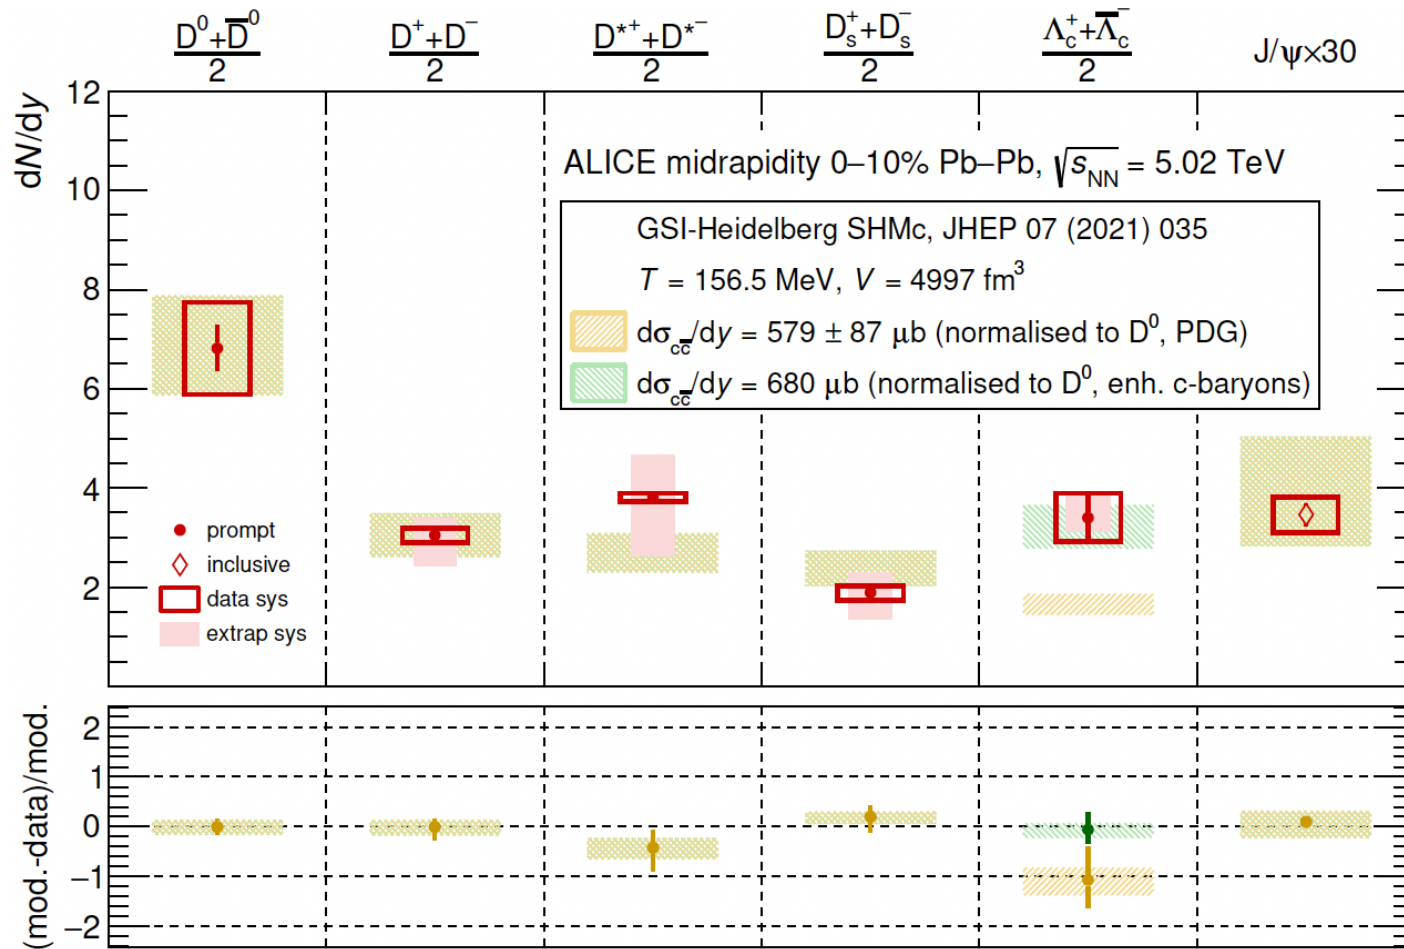 D⁰+D̅⁰
2
D⁺+D⁻
2
D*⁺+D*⁻
2
Dₛ⁺+Dₛ⁻
2
Λ_c⁺+Λ̅_c⁻
2
J/ψ×30
dN/dy
12
10
8
6
4
2
ALICE midrapidity 0–10% Pb–Pb, √s_NN = 5.02 TeV
GSI-Heidelberg SHMc, JHEP 07 (2021) 035
T = 156.5 MeV, V = 4997 fm³
dσ_cc̅/dy = 579 ± 87 μb (normalised to D⁰, PDG)
dσ_cc̅/dy = 680 μb (normalised to D⁰, enh. c-baryons)
prompt
inclusive
data sys
extrap sys
(mod.-data)/mod.
2
1
0
−1
−2